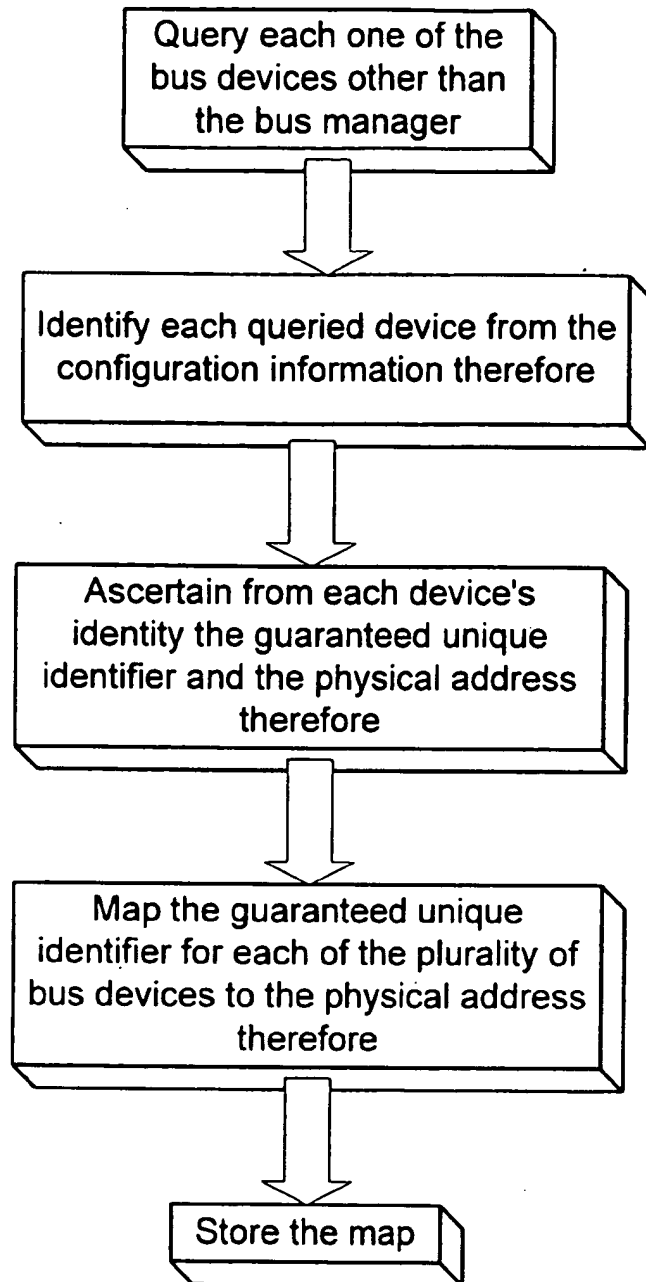 Query each one of the
bus devices other than
the bus manager
Identify each queried device from the
configuration information therefore
Ascertain from each device's
identity the guaranteed unique
identifier and the physical address
therefore
Map the guaranteed unique
identifier for each of the plurality of
bus devices to the physical address
therefore
Store the map